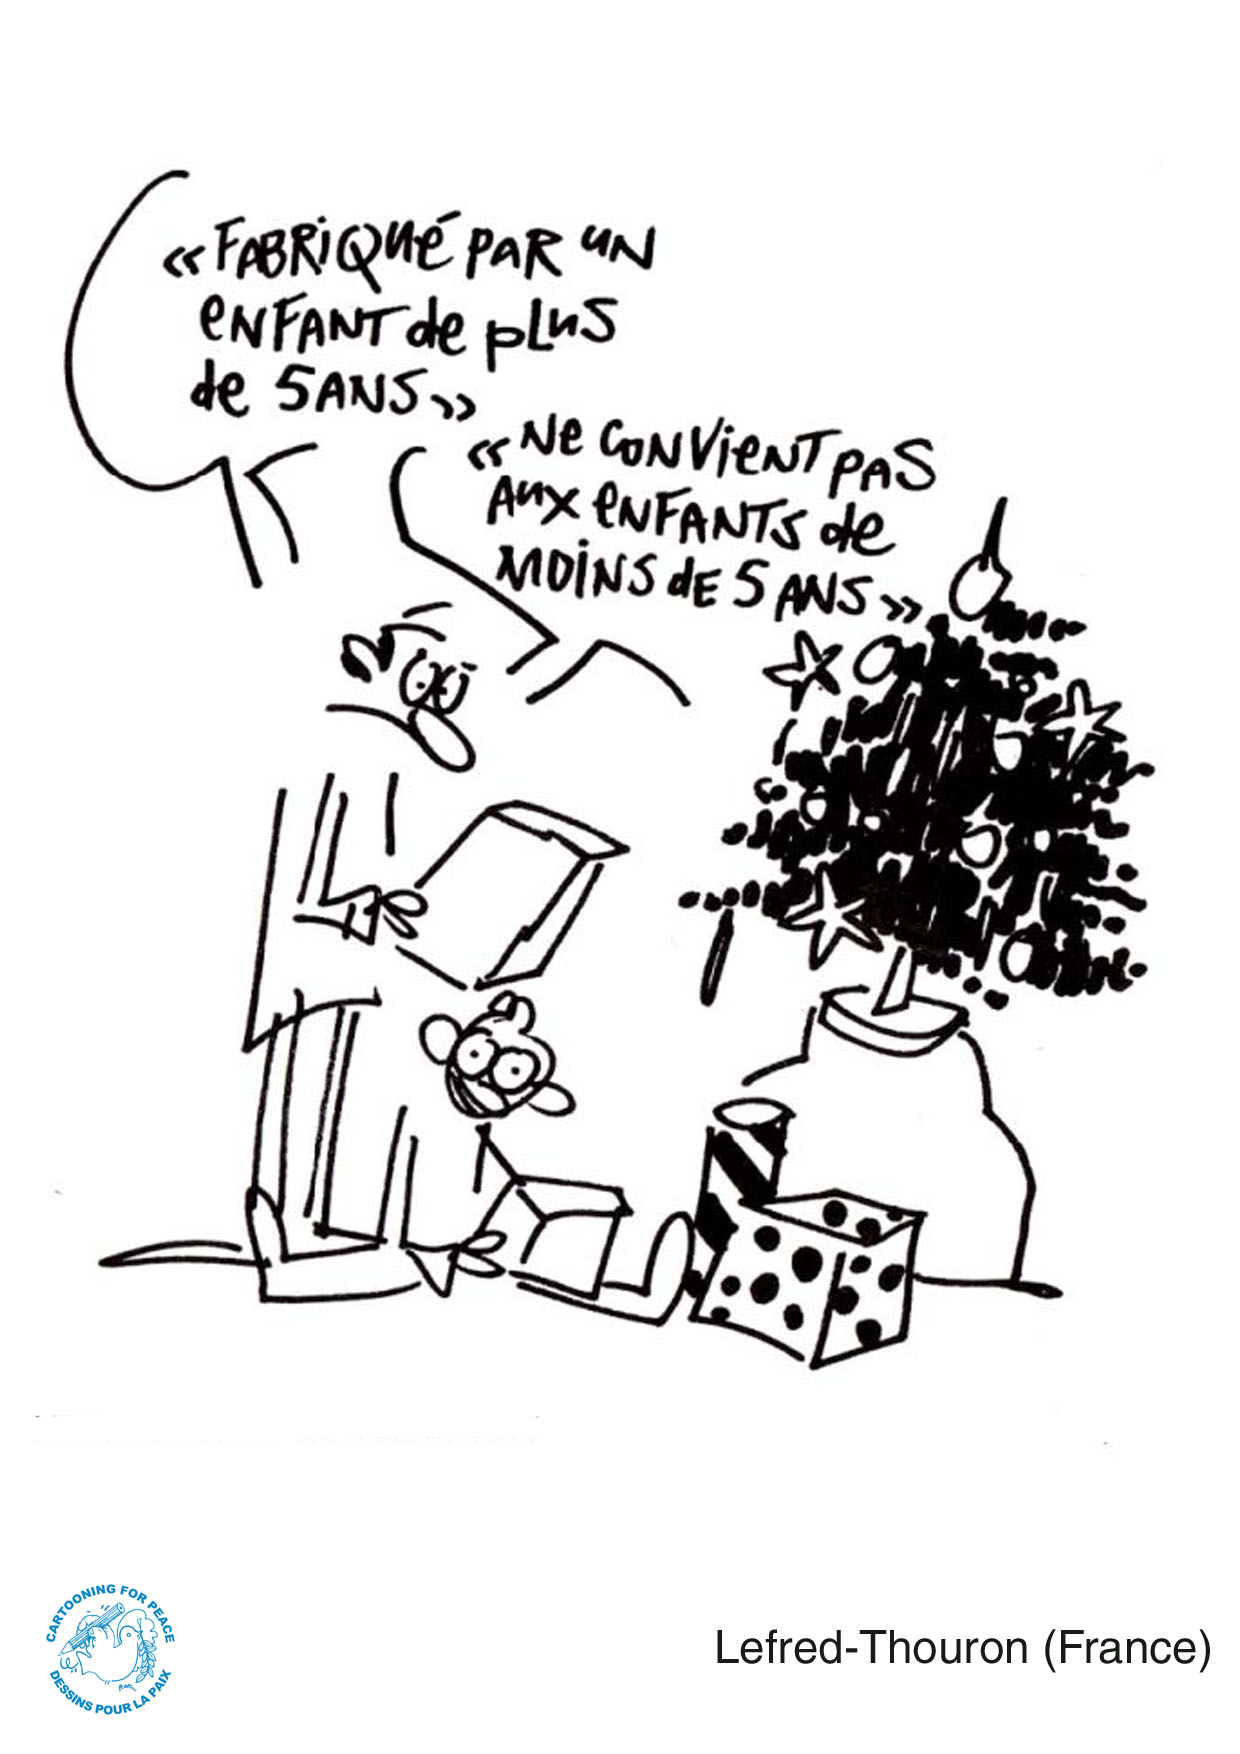 « FABRIQUÉ PAR UN
ENFANT de pLus
de 5 ANS »
« Ne CONVIENT PAS
AUX ENFANTS de
MOINS dE 5 ANS »
CARTOONING FOR PEACE
DESSINS POUR LA PAIX
Lefred-Thouron (France)